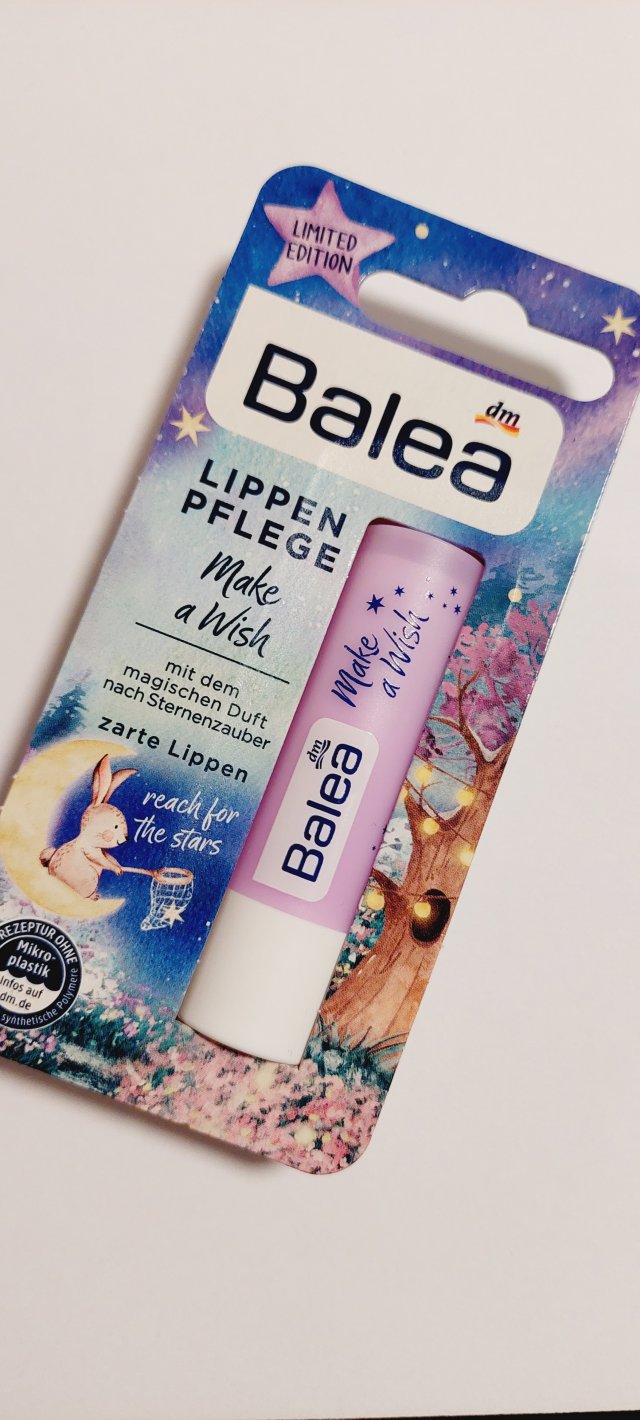 LIMITED
EDITION
Balea
dm
LIPPEN
PFLEGE
Make
a Wish
mit dem
magischen Duft
nach Sternenzauber
zarte Lippen
reach for
the stars
REZEPTUR OHNE
Mikro-
plastik
Infos auf
dm.de
synthetische Polymere
Make
a Wish
dm
Balea